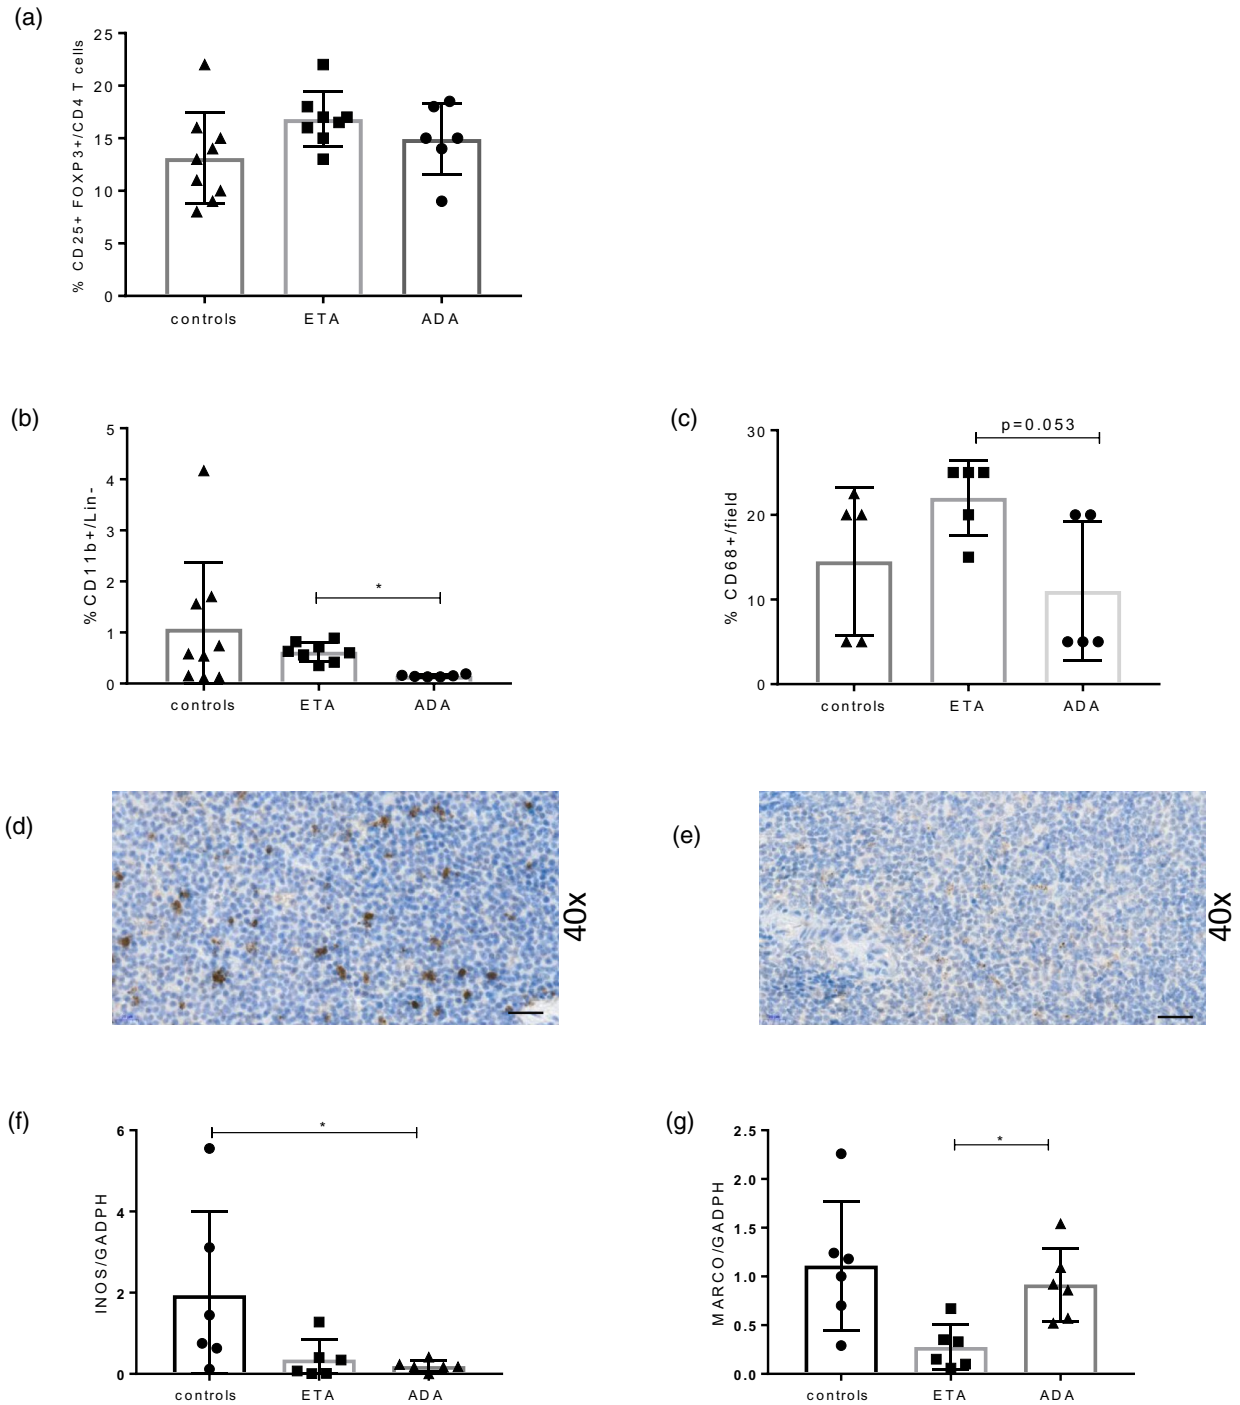 (a)
% CD25+ FOXP3+/CD4 T cells
25
20
15
10
5
0
controls ETA ADA
(b)
%CD11b+/Lin-
5
4
3
2
1
0
*
controls ETA ADA
(c)
% CD68+/field
30
20
10
0
p=0.053
controls ETA ADA
(d)
40x
(e)
40x
(f)
INOS/GADPH
6
4
2
0
*
controls ETA ADA
(g)
MARCO/GADPH
2.5
2.0
1.5
1.0
0.5
0.0
*
controls ETA ADA